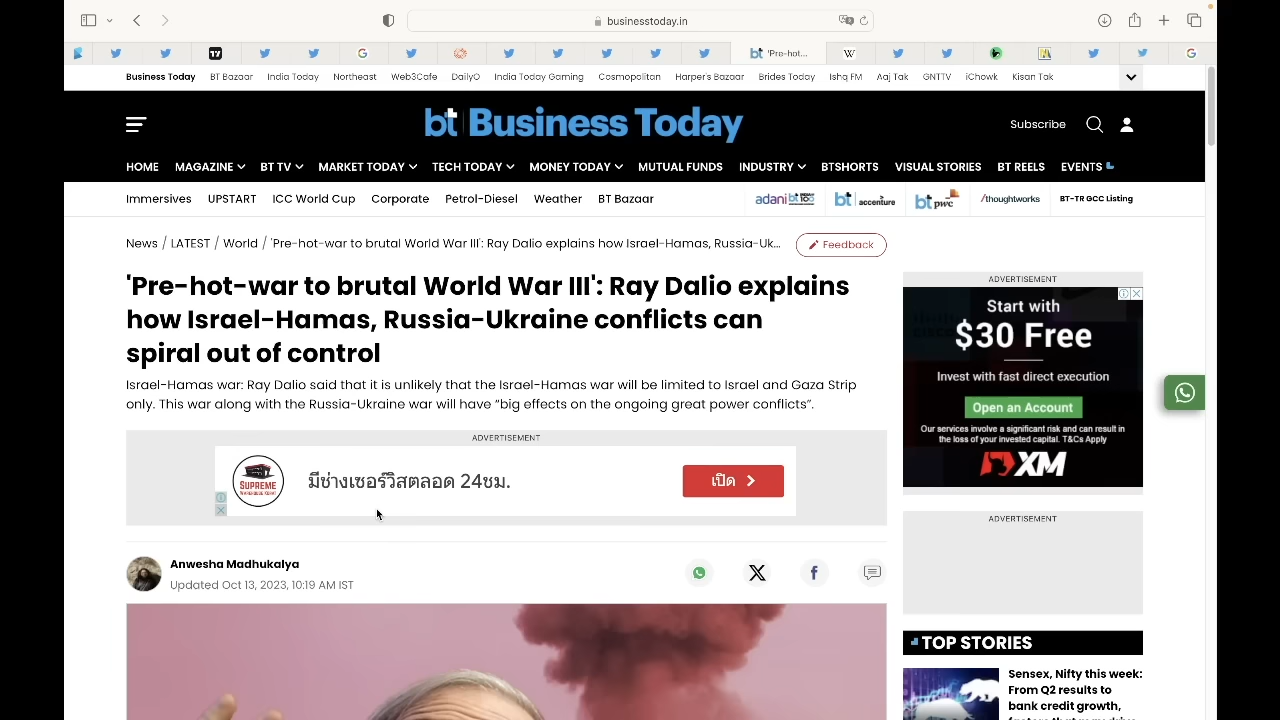 businesstoday.in
'Pre-hot...
Business Today BT Bazaar India Today Northeast Web3Cafe DailyO India Today Gaming Cosmopolitan Harper's Bazaar Brides Today Ishq FM Aaj Tak GNTTV iChowk Kisan Tak
bt Business Today
Subscribe
HOME MAGAZINE BT TV MARKET TODAY TECH TODAY MONEY TODAY MUTUAL FUNDS INDUSTRY BTSHORTS VISUAL STORIES BT REELS EVENTS
Immersives UPSTART ICC World Cup Corporate Petrol-Diesel Weather BT Bazaar
adani bt accenture bt pwc /thoughtworks BT-TR GCC Listing
News / LATEST / World / 'Pre-hot-war to brutal World War III': Ray Dalio explains how Israel-Hamas, Russia-Uk...
Feedback
'Pre-hot-war to brutal World War III': Ray Dalio explains
how Israel-Hamas, Russia-Ukraine conflicts can
spiral out of control
Israel-Hamas war: Ray Dalio said that it is unlikely that the Israel-Hamas war will be limited to Israel and Gaza Strip
only. This war along with the Russia-Ukraine war will have “big effects on the ongoing great power conflicts”.
ADVERTISEMENT
SUPREME
มีช่างเซอร์วิสตลอด 24ชม.
เปิด
Anwesha Madhukalya
Updated Oct 13, 2023, 10:19 AM IST
ADVERTISEMENT
Start with
$30 Free
Invest with fast direct execution
Open an Account
Our services involve a significant risk and can result in
the loss of your invested capital. T&Cs Apply
XM
ADVERTISEMENT
TOP STORIES
Sensex, Nifty this week:
From Q2 results to
bank credit growth,